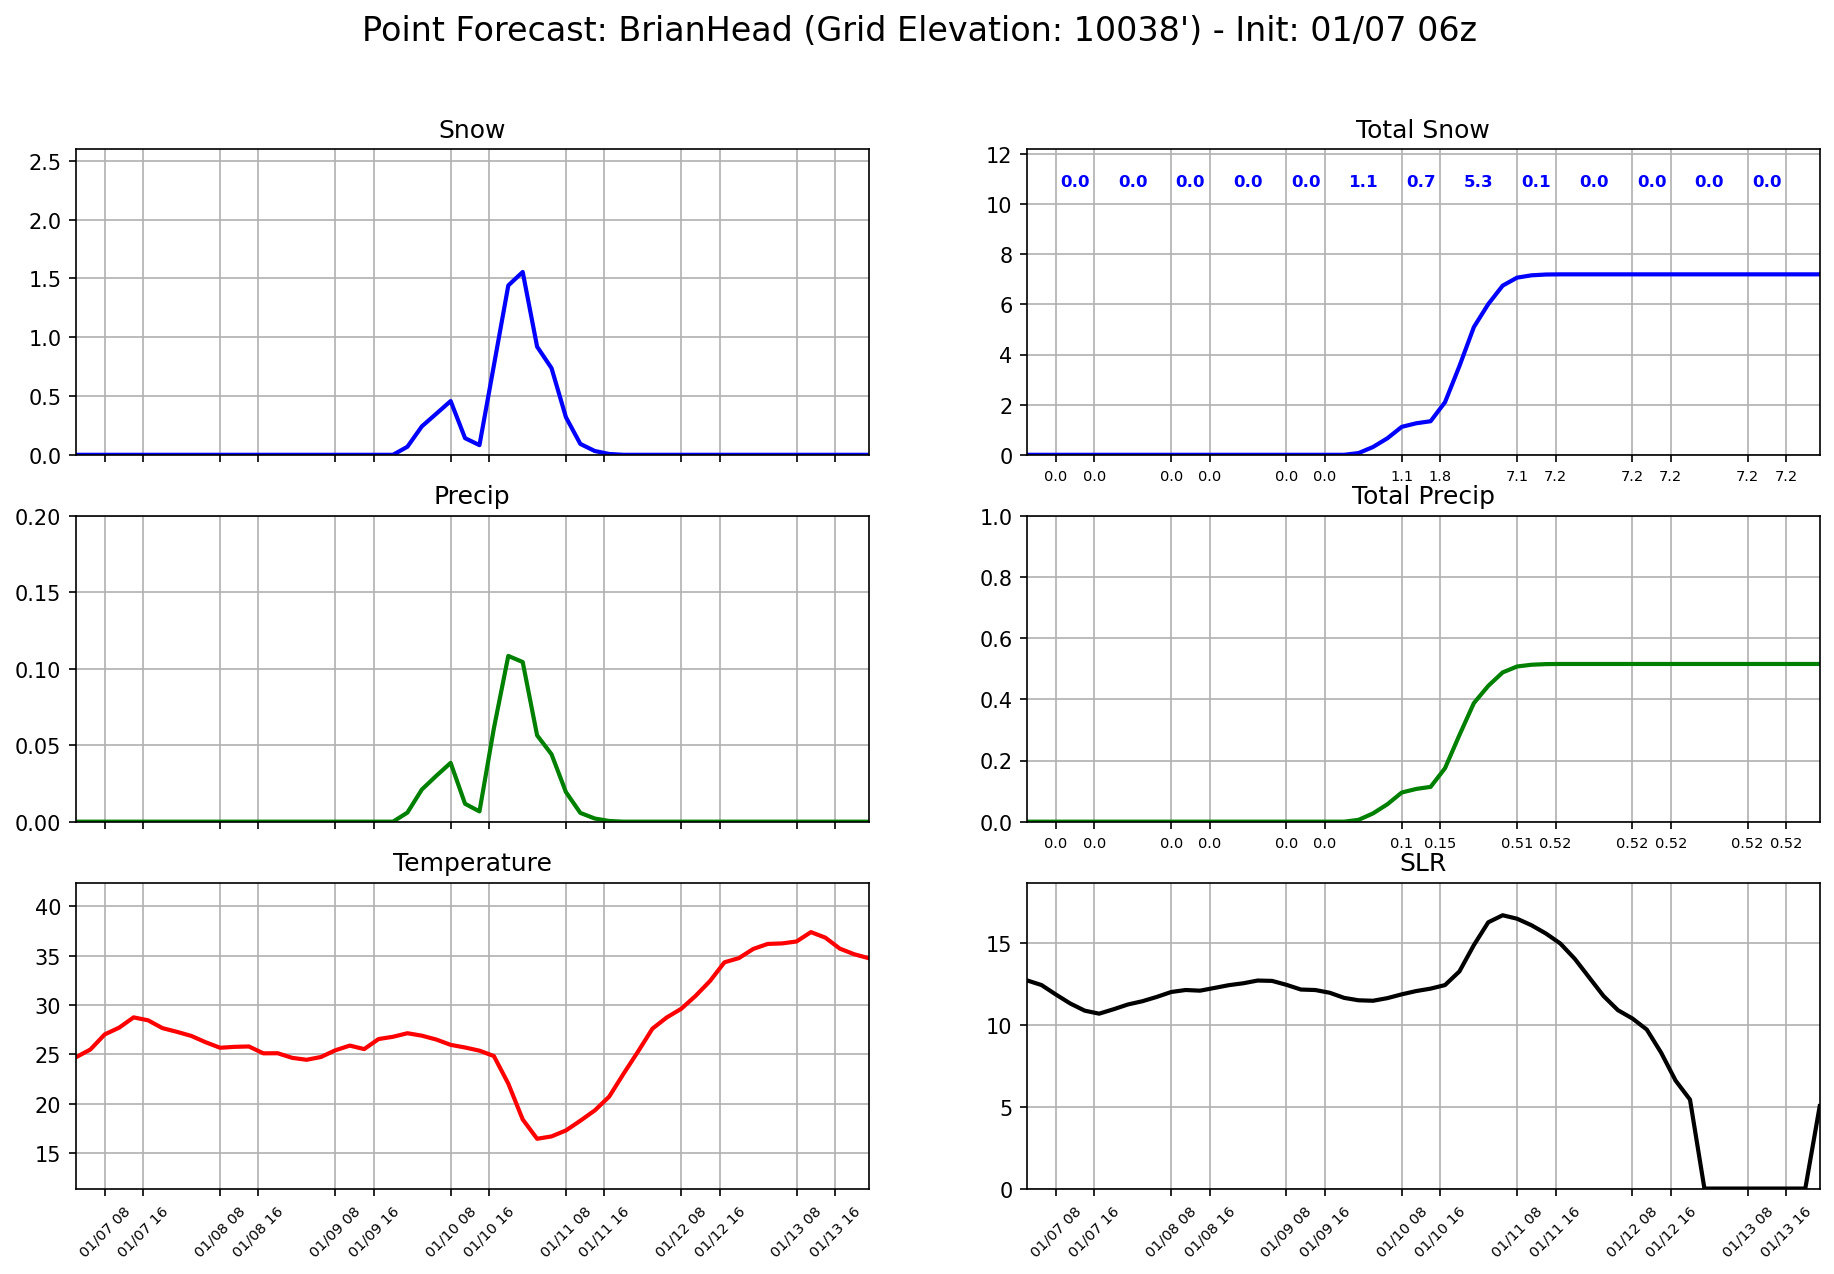 Point Forecast: BrianHead (Grid Elevation: 10038') - Init: 01/07 06z
Snow
2.5
2.0
1.5
1.0
0.5
0.0
Total Snow
12
10
8
6
4
2
0
0.0 0.0 0.0 0.0 0.0 1.1 0.7 5.3 0.1 0.0 0.0 0.0 0.0
0.0 0.0 0.0 0.0 0.0 0.0 1.1 1.8 7.1 7.2 7.2 7.2 7.2 7.2
Precip
0.20
0.15
0.10
0.05
0.00
Total Precip
1.0
0.8
0.6
0.4
0.2
0.0
0.0 0.0 0.0 0.0 0.0 0.0 0.1 0.15 0.51 0.52 0.52 0.52 0.52 0.52
Temperature
40
35
30
25
20
15
01/07 08 01/07 16 01/08 08 01/08 16 01/09 08 01/09 16 01/10 08 01/10 16 01/11 08 01/11 16 01/12 08 01/12 16 01/13 08 01/13 16
SLR
15
10
5
0
01/07 08 01/07 16 01/08 08 01/08 16 01/09 08 01/09 16 01/10 08 01/10 16 01/11 08 01/11 16 01/12 08 01/12 16 01/13 08 01/13 16